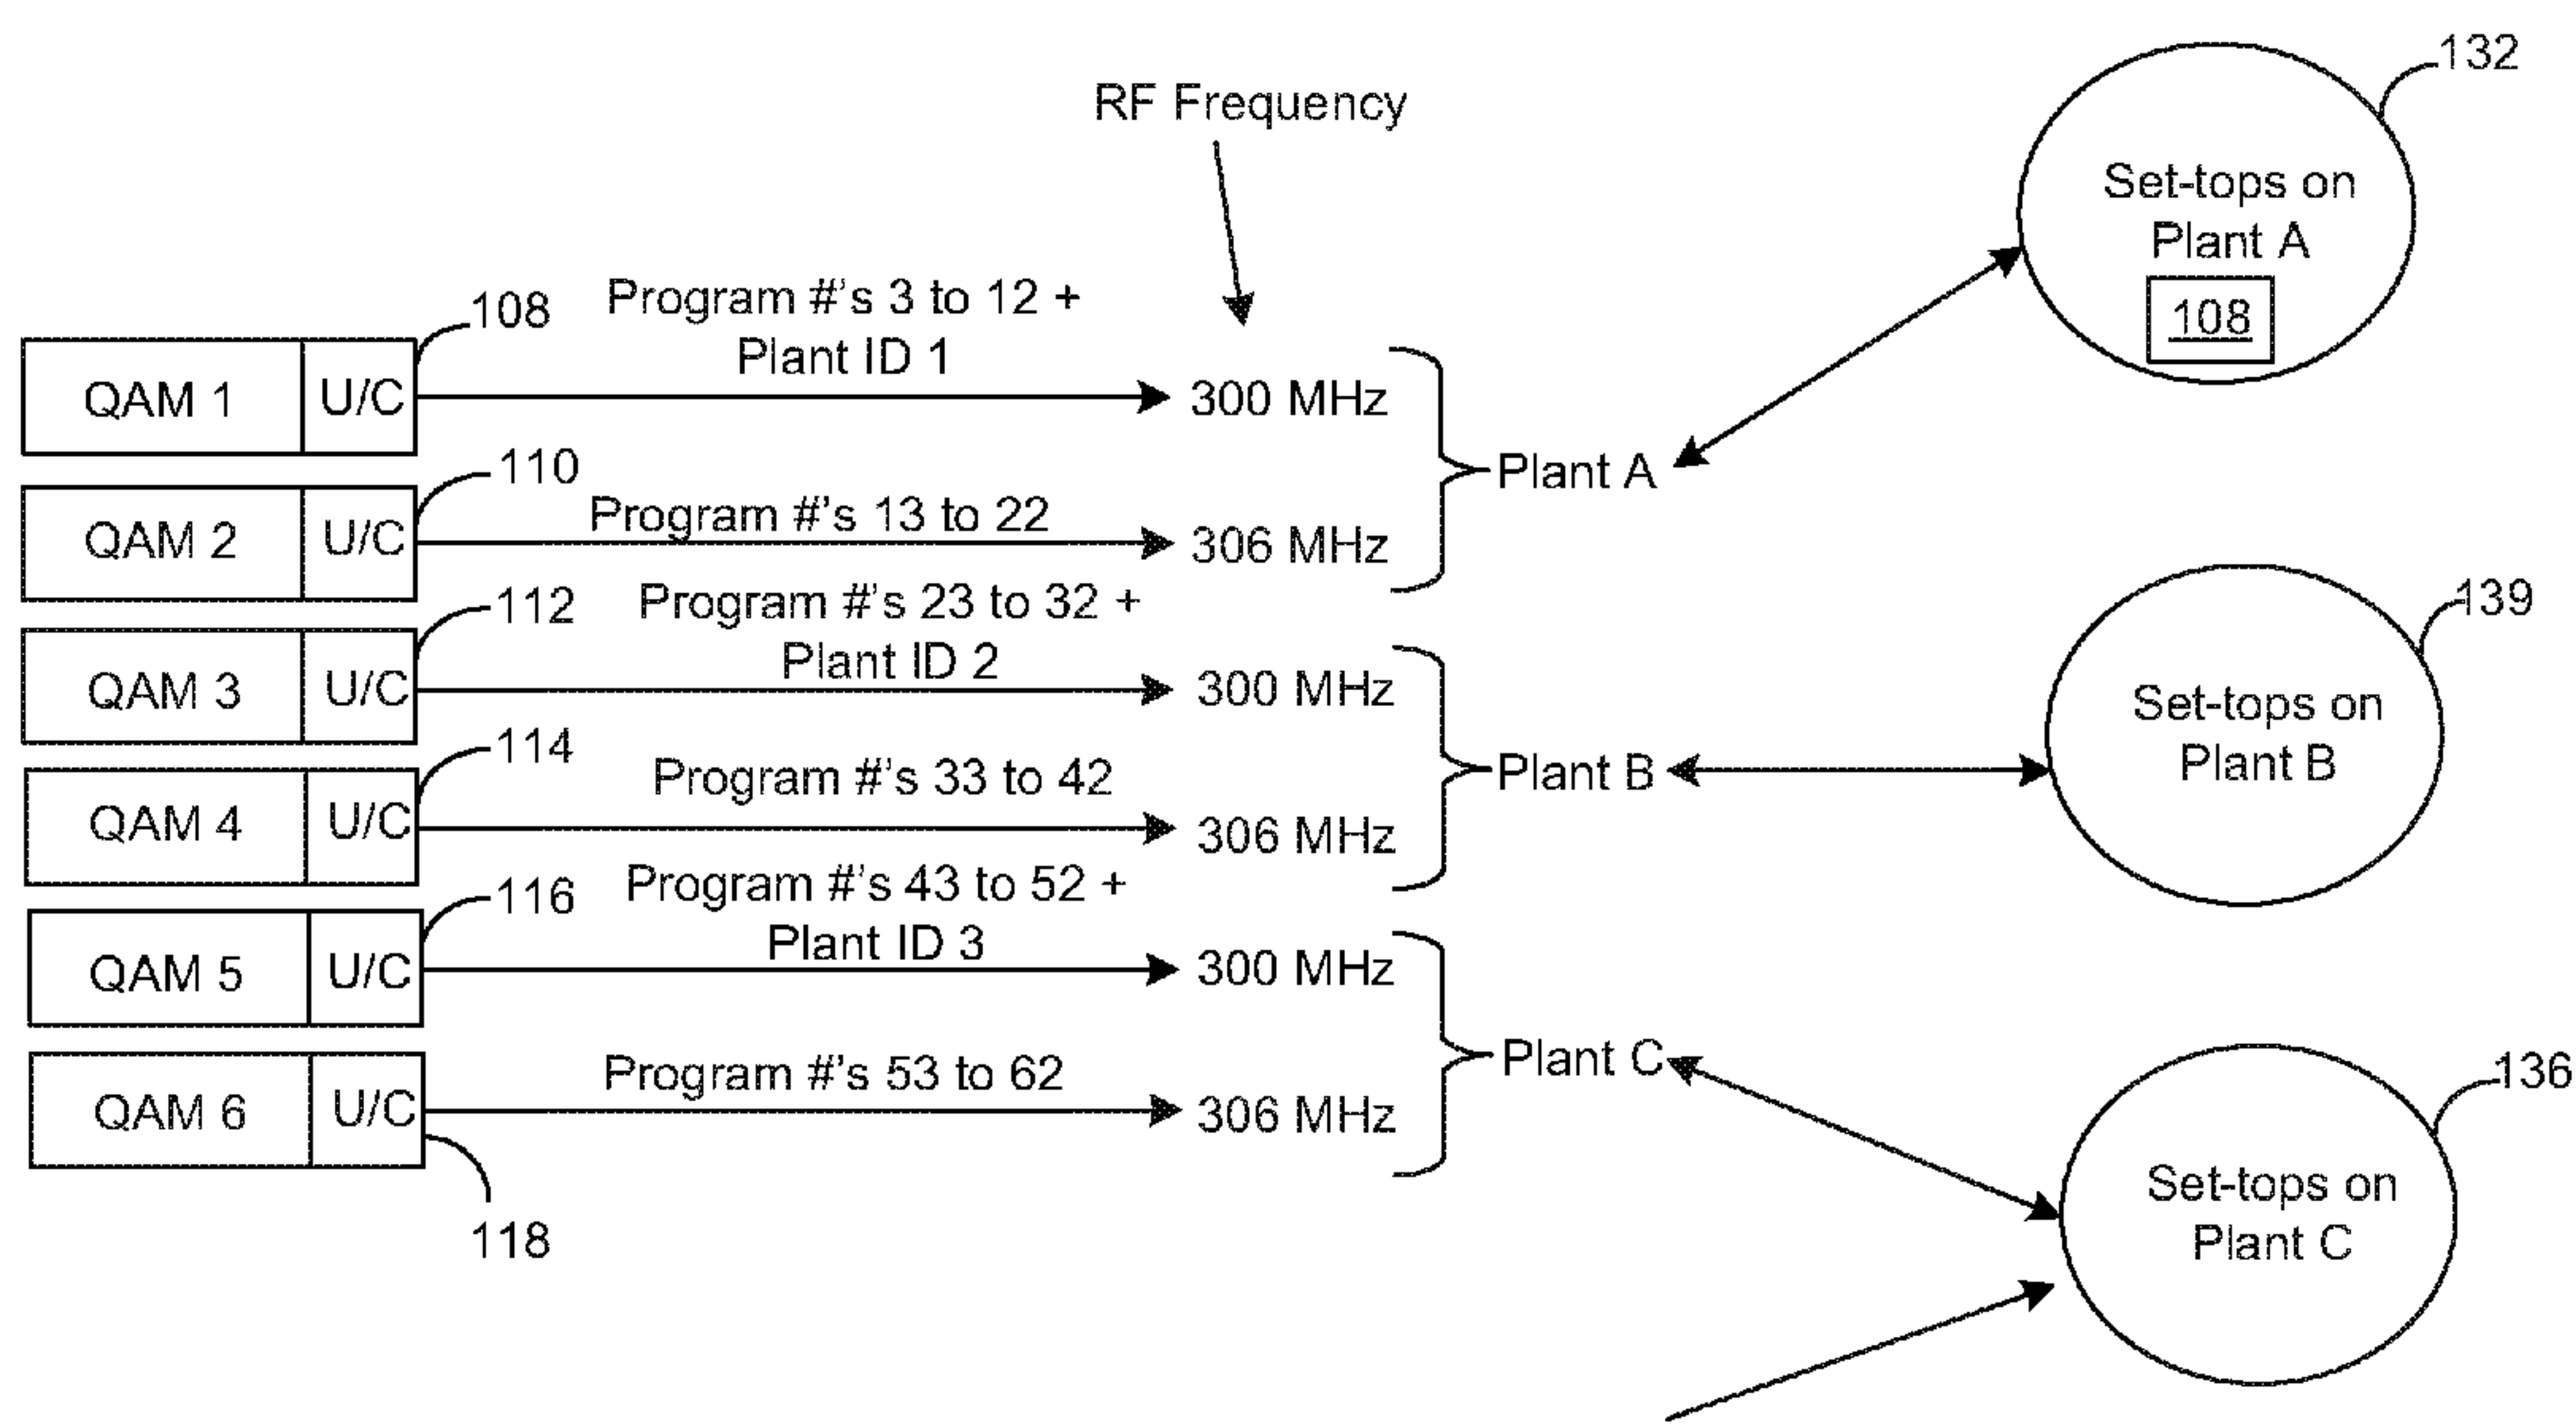 RF Frequency
132
Set-tops on
Plant A
108
Program #'s 3 to 12 +
Plant ID 1
108
QAM 1
U/C
300 MHz
110
Program #'s 13 to 22
QAM 2
U/C
306 MHz
Plant A
112
Program #'s 23 to 32 +
Plant ID 2
QAM 3
U/C
300 MHz
114
Program #'s 33 to 42
QAM 4
U/C
306 MHz
Plant B
139
Set-tops on
Plant B
116
Program #'s 43 to 52 +
Plant ID 3
QAM 5
U/C
300 MHz
Program #'s 53 to 62
QAM 6
U/C
306 MHz
118
Plant C
136
Set-tops on
Plant C